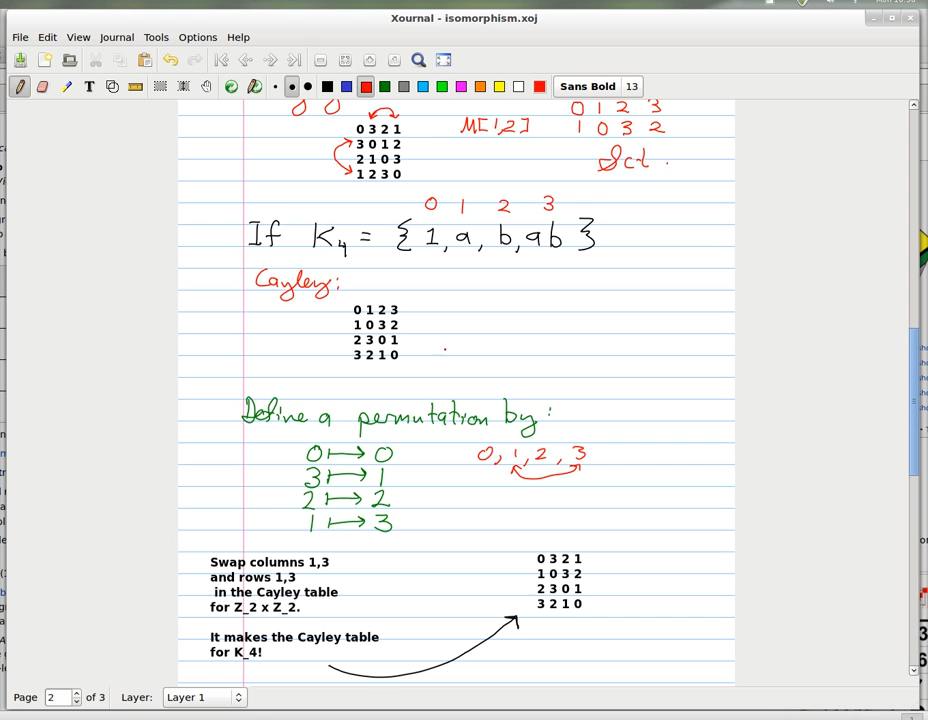 Xournal - isomorphism.xoj
File Edit View Journal Tools Options Help
Sans Bold 13
0 1 2 3
0 3 2 1 M[1,2] 1 0 3 2
3 0 1 2
2 1 0 3
1 2 3 0
0 1 2 3
If K4 = { 1, a, b, ab }
Cayley:
0 1 2 3
1 0 3 2
2 3 0 1
3 2 1 0
Define a permutation by:
0 ↦ 0 0, 1, 2, 3
3 ↦ 1
2 ↦ 2
1 ↦ 3
Swap columns 1,3
and rows 1,3
in the Cayley table
for Z_2 x Z_2.
0 3 2 1
1 0 3 2
2 3 0 1
3 2 1 0
It makes the Cayley table
for K_4!
Page 2 of 3 Layer: Layer 1